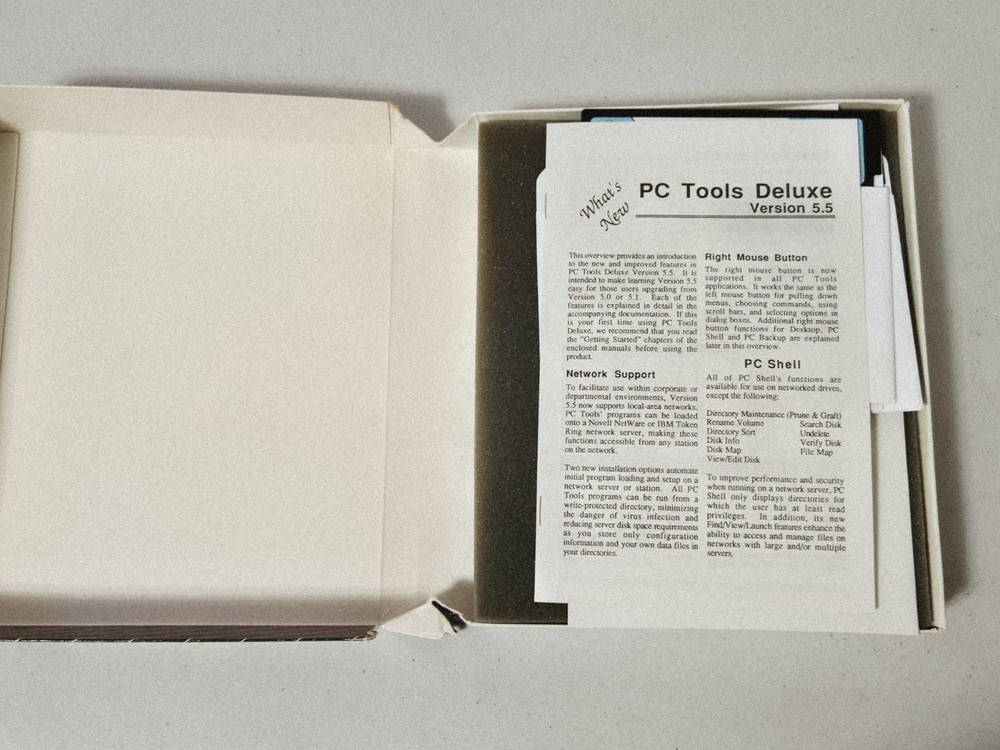 What's
New
PC Tools Deluxe
Version 5.5
This overview provides an introduction
to the new and improved features in
PC Tools Deluxe Version 5.5. It is
intended to make learning Version 5.5
easy for those users upgrading from
Version 5.0 or 5.1. Each of the
features is explained in detail in the
accompanying documentation. If this
is your first time using PC Tools
Deluxe, we recommend that you read
the "Getting Started" chapters of the
enclosed manuals before using the
product.
Network Support
To facilitate use within corporate or
departmental environments, Version
5.5 now supports local-area networks.
PC Tools' programs can be loaded
onto a Novell NetWare or IBM Token
Ring network server, making these
functions accessible from any station
on the network.
Two new installation options automate
initial program loading and setup on a
network server or station. All PC
Tools programs can be run from a
write-protected directory, minimizing
the danger of virus infection and
reducing server disk space requirements
as you store only configuration
information and your own data files in
your directories.
Right Mouse Button
The right mouse button is now
supported in all PC Tools
applications. It works the same as the
left mouse button for pulling down
menus, choosing commands, using
scroll bars, and selecting options in
dialog boxes. Additional right mouse
button functions for Desktop, PC
Shell and PC Backup are explained
later in this overview.
PC Shell
All of PC Shell's functions are
available for use on networked drives,
except the following:
Directory Maintenance (Prune & Graft)
Rename Volume Search Disk
Directory Sort Undelete
Disk Info Verify Disk
Disk Map File Map
View/Edit Disk
To improve performance and security
when running on a network server, PC
Shell only displays directories for
which the user has at least read
privileges. In addition, its new
Find/View/Launch features enhance the
ability to access and manage files on
networks with large and/or multiple
servers.